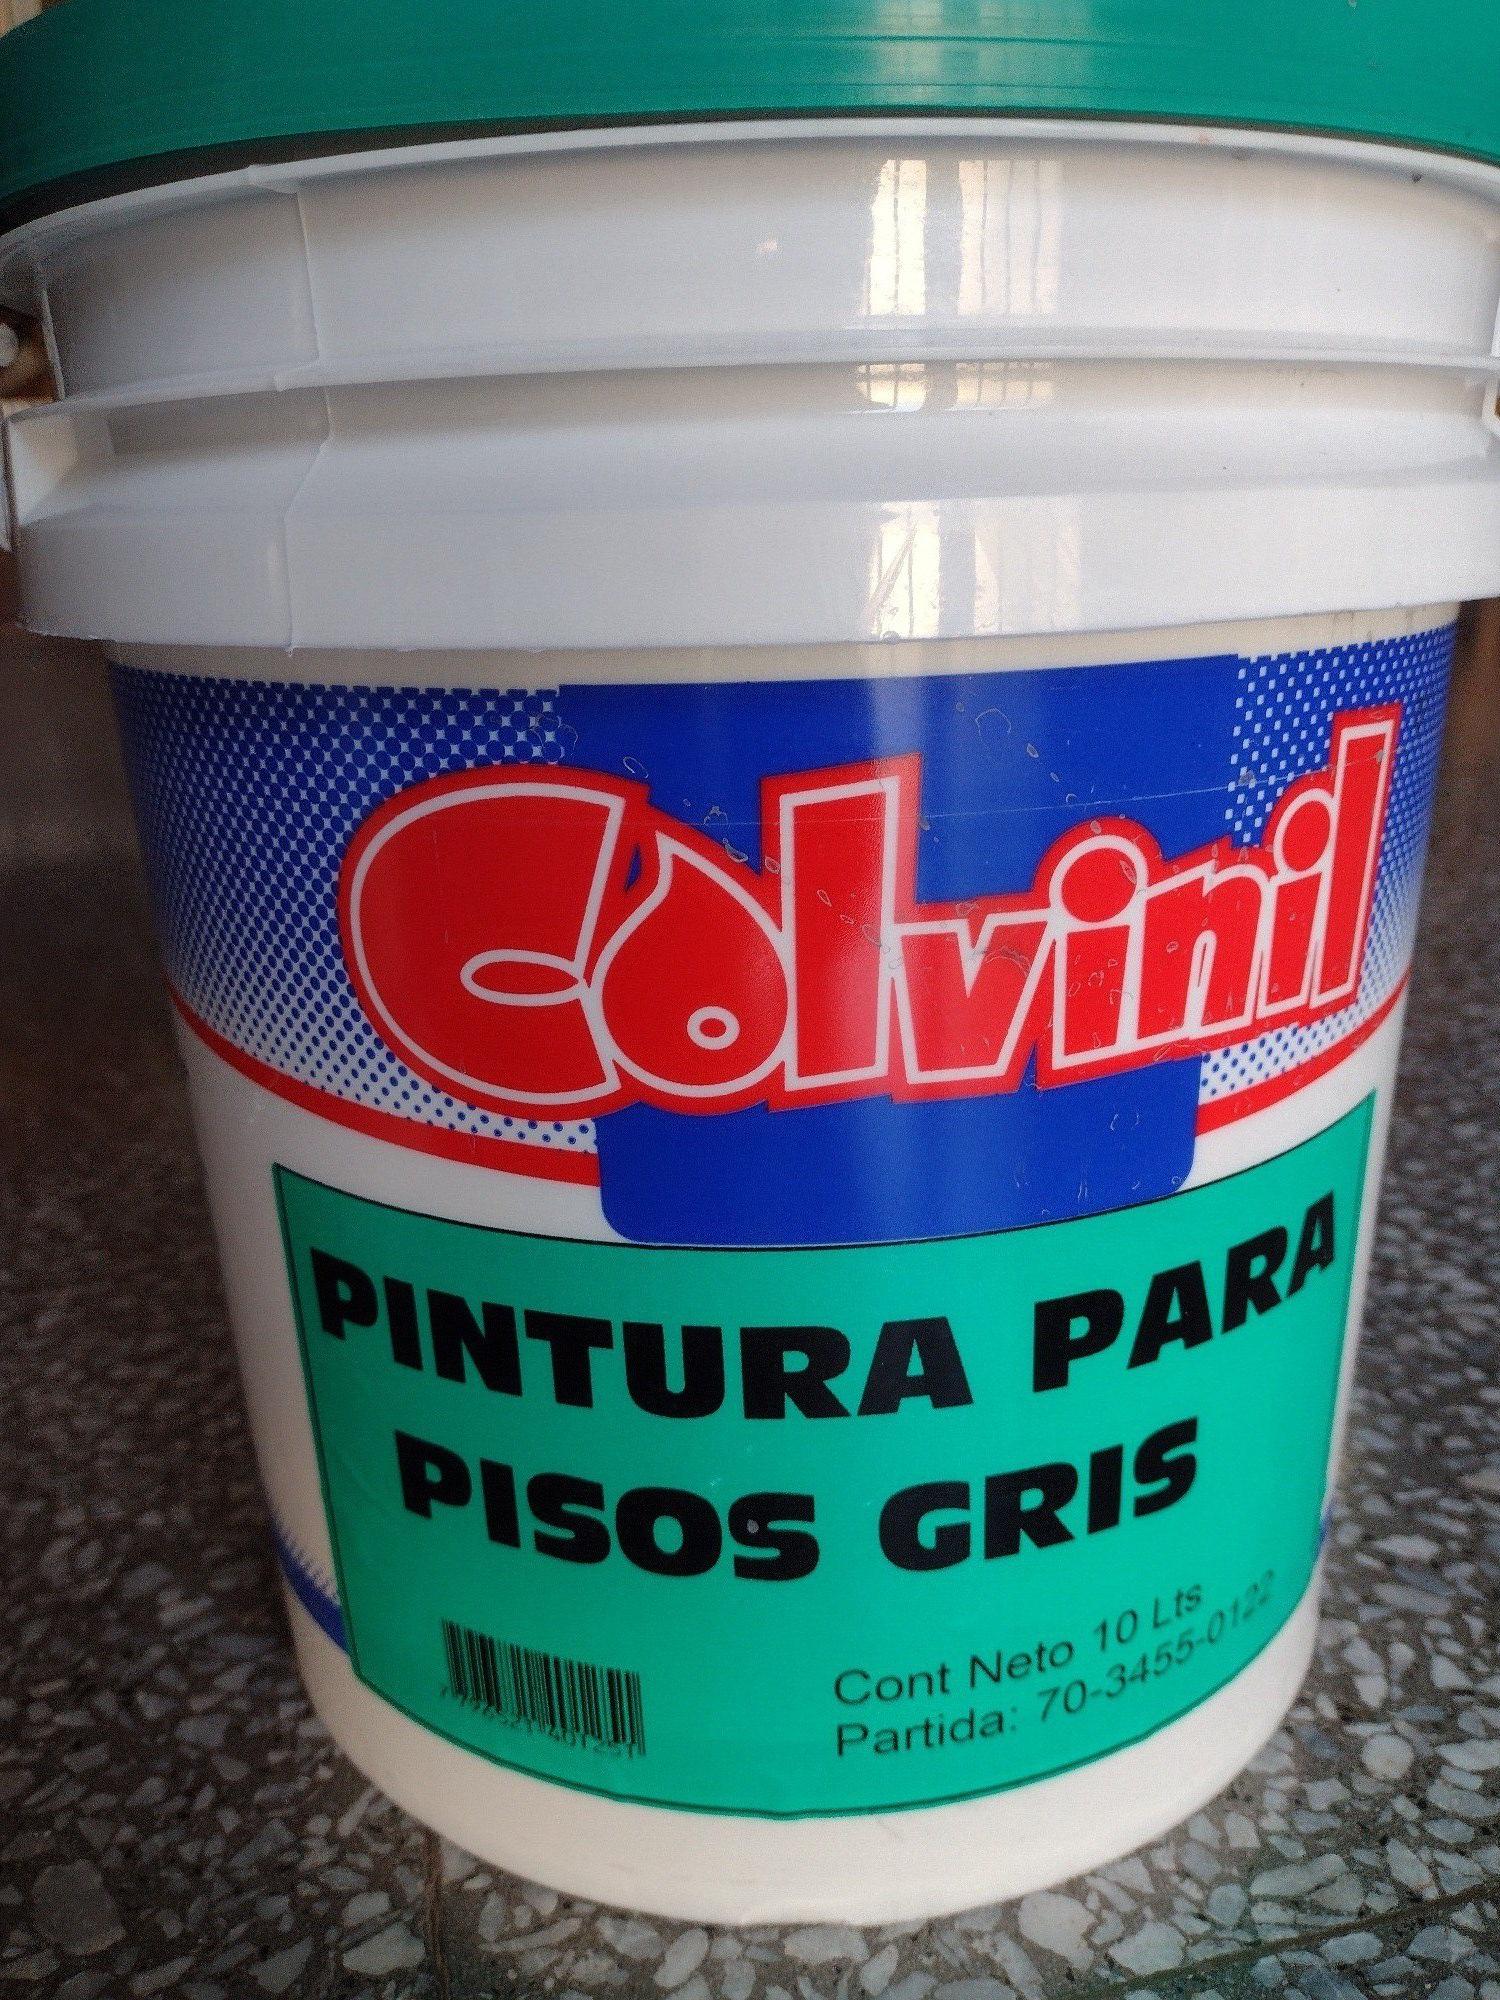 Colvinil
PINTURA PARA
PISOS GRIS
Cont Neto 10 Lts
Partida: 70-3455-0122